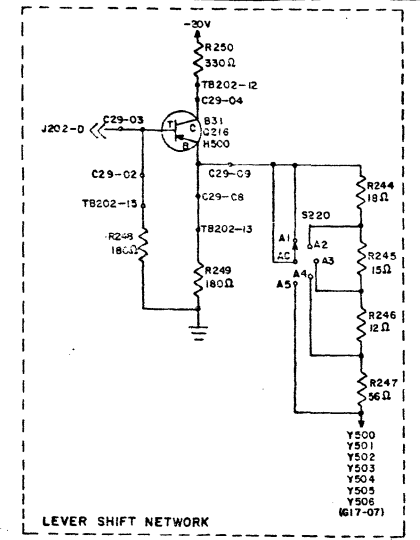 -20V
R250
330Ω
TB202-12
C29-04
C29-03
J202-D
T
C
B
B31
Q216
H500
C29-02
C29-C9
C29-C8
TB202-15
TB202-13
R248
180Ω
R249
180Ω
R244
18Ω
S220
A1
A2
AC
A3
A4
A5
R245
15Ω
R246
12Ω
R247
56Ω
Y500
Y501
Y502
Y503
Y504
Y505
Y506
(G17-07)
LEVER SHIFT NETWORK